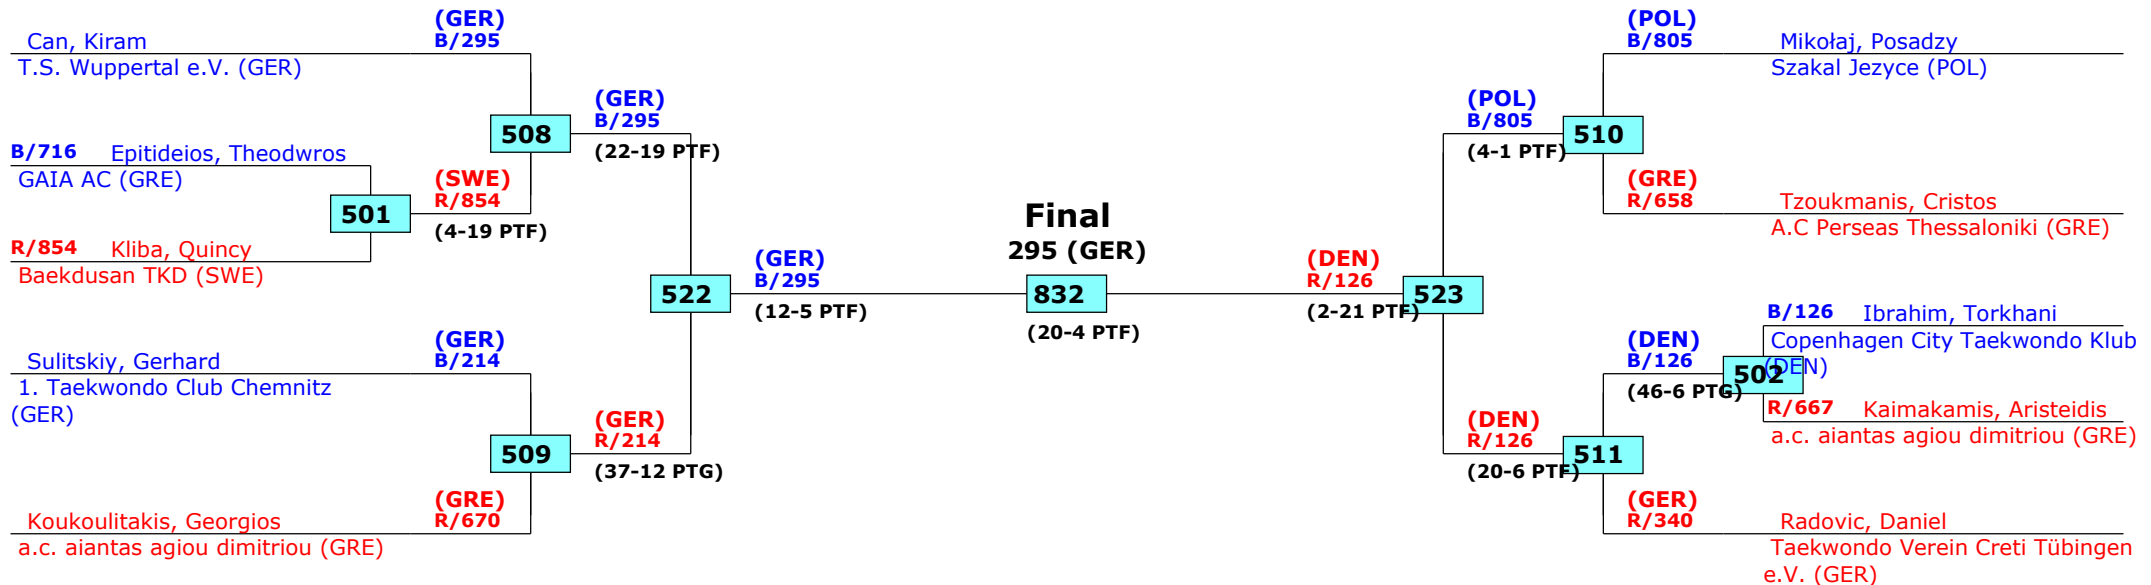 (GER)
B/295
Can, Kiram
T.S. Wuppertal e.V. (GER)
B/716 Epitideios, Theodwros
GAIA AC (GRE)
501
R/854 Kliba, Quincy
Baekdusan TKD (SWE)
(SWE)
R/854
(4-19 PTF)
508
(GER)
B/295
(22-19 PTF)
(GER)
B/214
Sulitskiy, Gerhard
1. Taekwondo Club Chemnitz
(GER)
509
(GER)
R/214
(37-12 PTG)
(GRE)
R/670
Koukoulitakis, Georgios
a.c. aiantas agiou dimitriou (GRE)
522
(GER)
B/295
(12-5 PTF)
Final
295 (GER)
832
(20-4 PTF)
(DEN)
R/126
(2-21 PTF)
523
(POL)
B/805
(4-1 PTF)
510
(POL)
B/805
Mikołaj, Posadzy
Szakal Jezyce (POL)
(GRE)
R/658
Tzoukmanis, Cristos
A.C Perseas Thessaloniki (GRE)
B/126 Ibrahim, Torkhani
Copenhagen City Taekwondo Klub
(DEN)
502
(DEN)
B/126
(46-6 PTG)
R/667 Kaimakamis, Aristeidis
a.c. aiantas agiou dimitriou (GRE)
(DEN)
R/126
(20-6 PTF)
511
(GER)
R/340
Radovic, Daniel
Taekwondo Verein Creti Tübingen
e.V. (GER)